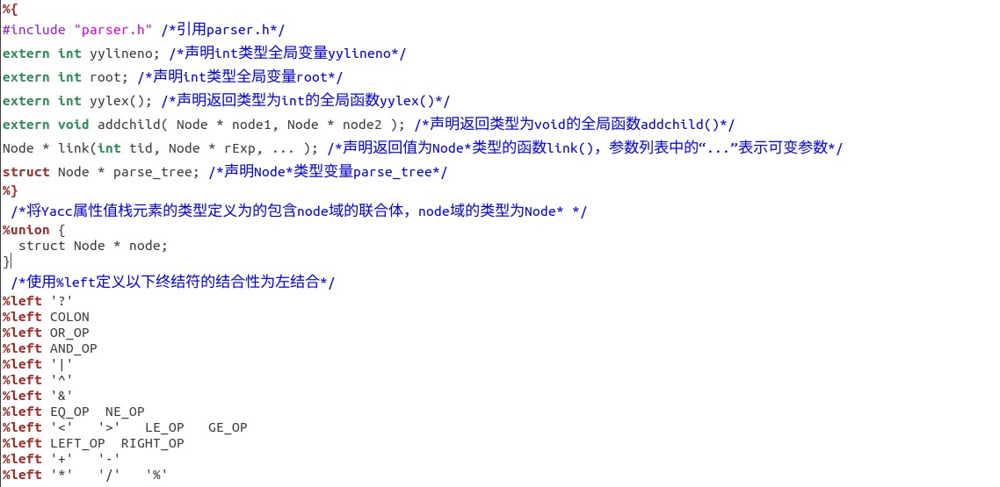 %{
#include "parser.h" /*引用parser.h*/
extern int yylineno; /*声明int类型全局变量yylineno*/
extern int root; /*声明int类型全局变量root*/
extern int yylex(); /*声明返回类型为int的全局函数yylex()*/
extern void addchild( Node * node1, Node * node2 ); /*声明返回类型为void的全局函数addchild()*/
Node * link(int tid, Node * rExp, ... ); /*声明返回值为Node*类型的函数link()，参数列表中的“...”表示可变参数*/
struct Node * parse_tree; /*声明Node*类型变量parse_tree*/
%}
/*将Yacc属性值栈元素的类型定义为的包含node域的联合体，node域的类型为Node* */
%union {
struct Node * node;
}
/*使用%left定义以下终结符的结合性为左结合*/
%left '?'
%left COLON
%left OR_OP
%left AND_OP
%left '|'
%left '^'
%left '&'
%left EQ_OP NE_OP
%left '<' '>' LE_OP GE_OP
%left LEFT_OP RIGHT_OP
%left '+' '-'
%left '*' '/' '%'